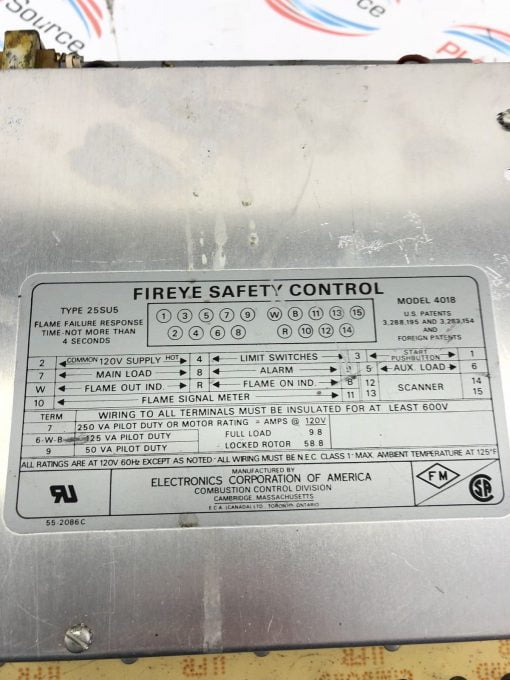 Source
FIREYE SAFETY CONTROL
TYPE 25SU5
MODEL 4018
FLAME FAILURE RESPONSE
TIME-NOT MORE THAN
4 SECONDS
1 3 5 7 9 W B 11 13 15
2 4 6 8 R 10 12 14
U.S. PATENTS
3,288,195 AND 3,283,154
AND
FOREIGN PATENTS
2 COMMON 120V SUPPLY HOT 4 LIMIT SWITCHES 3 START PUSHBUTTON 1
7 MAIN LOAD 8 ALARM 9 5 AUX. LOAD 6
W FLAME OUT IND. R FLAME ON IND. B 12 SCANNER 14
10 FLAME SIGNAL METER 11 13 15
TERM WIRING TO ALL TERMINALS MUST BE INSULATED FOR AT LEAST 600V
7 250 VA PILOT DUTY OR MOTOR RATING = AMPS @ 120V
6-W-B 125 VA PILOT DUTY FULL LOAD 9.8
9 50 VA PILOT DUTY LOCKED ROTOR 58.8
ALL RATINGS ARE AT 120V 60Hz EXCEPT AS NOTED. ALL WIRING MUST BE N.E.C. CLASS 1 MAX. AMBIENT TEMPERATURE AT 125°F
MANUFACTURED BY
ELECTRONICS CORPORATION OF AMERICA
COMBUSTION CONTROL DIVISION
CAMBRIDGE, MASSACHUSETTS
E.C.A. (CANADA) LTD., TORONTO, ONTARIO
FM
SA
55-2086C